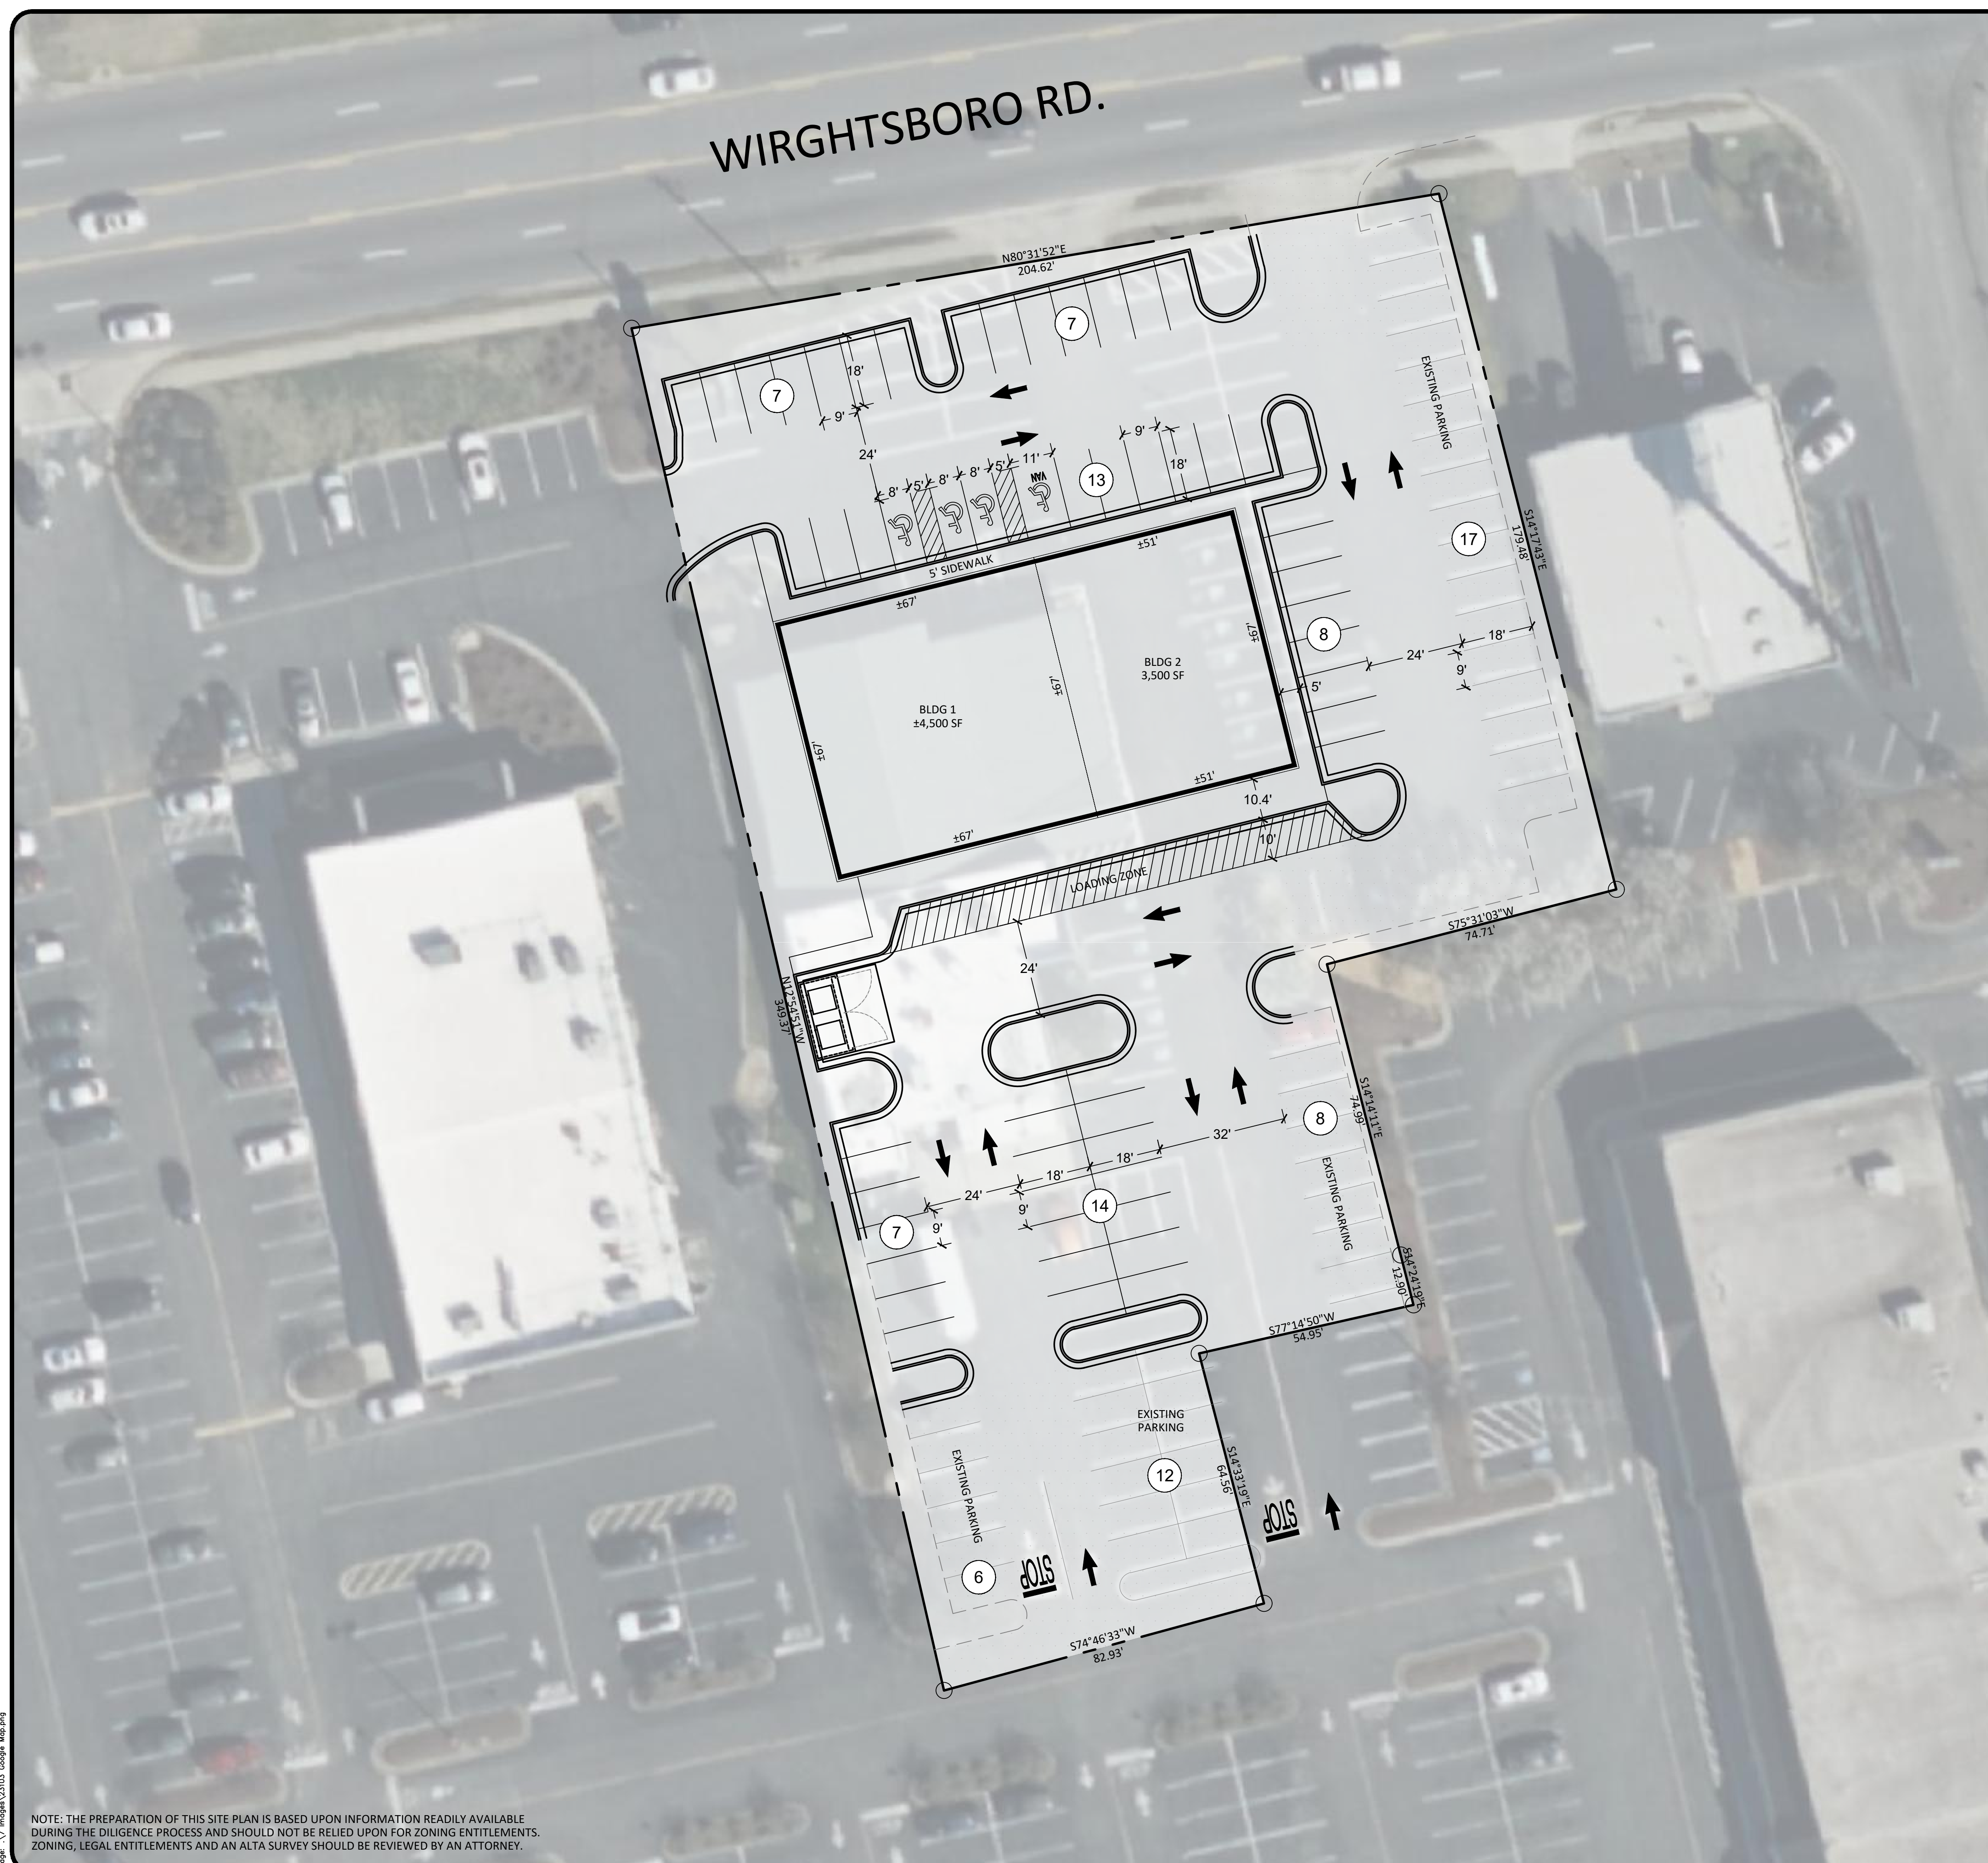 WIRGHTSBORO RD.
N80°31'52"E
204.62'
7
7
18'
9'
24'
9'
18'
8'
5'
8'
8'
5'
11'
VAN
13
EXISTING PARKING
17
S14°17'43"E
179.48'
5' SIDEWALK
±67'
±51'
±67'
±67'
±67'
8
24'
18'
9'
5'
BLDG 1
±4,500 SF
BLDG 2
3,500 SF
±67'
±51'
10.4'
10'
LOADING ZONE
S75°31'03"W
74.71'
24'
N12°54'51"W
349.37'
S14°14'11"E
74.99'
8
32'
18'
18'
24'
9'
9'
7
14
EXISTING PARKING
S14°24'19"E
12.90'
S77°14'50"W
54.95'
EXISTING
PARKING
12
S14°33'19"E
64.56'
EXISTING PARKING
6
STOP
STOP
S74°46'33"W
82.93'
NOTE: THE PREPARATION OF THIS SITE PLAN IS BASED UPON INFORMATION READILY AVAILABLE
DURING THE DILIGENCE PROCESS AND SHOULD NOT BE RELIED UPON FOR ZONING ENTITLEMENTS.
ZONING, LEGAL ENTITLEMENTS AND AN ALTA SURVEY SHOULD BE REVIEWED BY AN ATTORNEY.